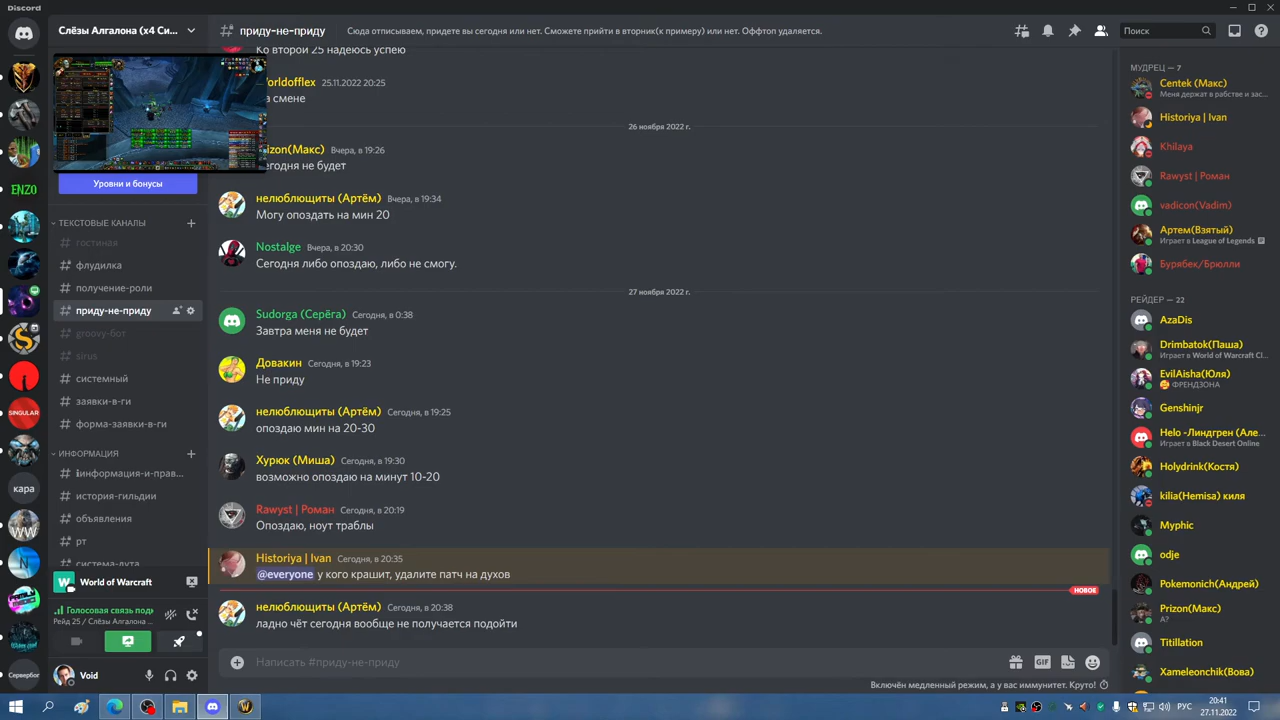 Discord
Слёзы Алгалона (x4 Си...
приду-не-приду
Сюда отписываем, придете вы сегодня или нет. Сможете прийти в вторник(к примеру) или нет. Оффтоп удаляется.
Поиск
Ко второй 25 надеюсь успею
25.11.2022 20:25
а смене
26 ноября 2022 г.
Вчера, в 19:26
егодня не будет
нелюблющиты (Артём) Вчера, в 19:34
Могу опоздать на мин 20
Nostalge Вчера, в 20:30
Сегодня либо опоздаю, либо не смогу.
27 ноября 2022 г.
Sudorga (Серёга) Сегодня, в 0:38
Завтра меня не будет
Довакин Сегодня, в 19:23
Не приду
нелюблющиты (Артём) Сегодня, в 19:25
опоздаю мин на 20-30
Хурюк (Миша) Сегодня, в 19:30
возможно опоздаю на минут 10-20
Rawyst | Роман Сегодня, в 20:19
Опоздаю, ноут траблы
Historiya | Ivan Сегодня, в 20:35
@everyone у кого крашит, удалите патч на духов
НОВОЕ
нелюблющиты (Артём) Сегодня, в 20:38
ладно чёт сегодня вообще не получается подойти
Написать #приду-не-приду
GIF
Включён медленный режим, а у вас иммунитет. Круто!
Уровни и бонусы
ТЕКСТОВЫЕ КАНАЛЫ
гостиная
флудилка
получение-роли
приду-не-приду
groovy-бот
sirus
системный
заявки-в-ги
форма-заявки-в-ги
ИНФОРМАЦИЯ
информация-и-прав...
история-гильдии
объявления
рт
система-лута
World of Warcraft
Голосовая связь подк
Рейд 25 / Слёзы Алгалона ...
Void
ENZO
SINGULAR
кара
WW
Сервербог
МУДРЕЦ — 7
Centek (Макс)
Меня держат в рабстве и зас...
Historiya | Ivan
Khilaya
Rawyst | Роман
vadicon(Vadim)
Артем(Взятый)
Играет в League of Legends
Бурябек/Брюлли
РЕЙДЕР — 22
AzaDis
Drimbatok(Паша)
Играет в World of Warcraft Cl...
EvilAisha(Юля)
ФРЕНДЗОНА
Genshinjr
Helo -Линдгрен (Але...
Играет в Black Desert Online
Holydrink(Костя)
kilia(Hemisa) киля
Myphic
odje
Pokemonich(Андрей)
Prizon(Макс)
А?
Titillation
Xameleonchik(Вова)
РУС
20:41
27.11.2022